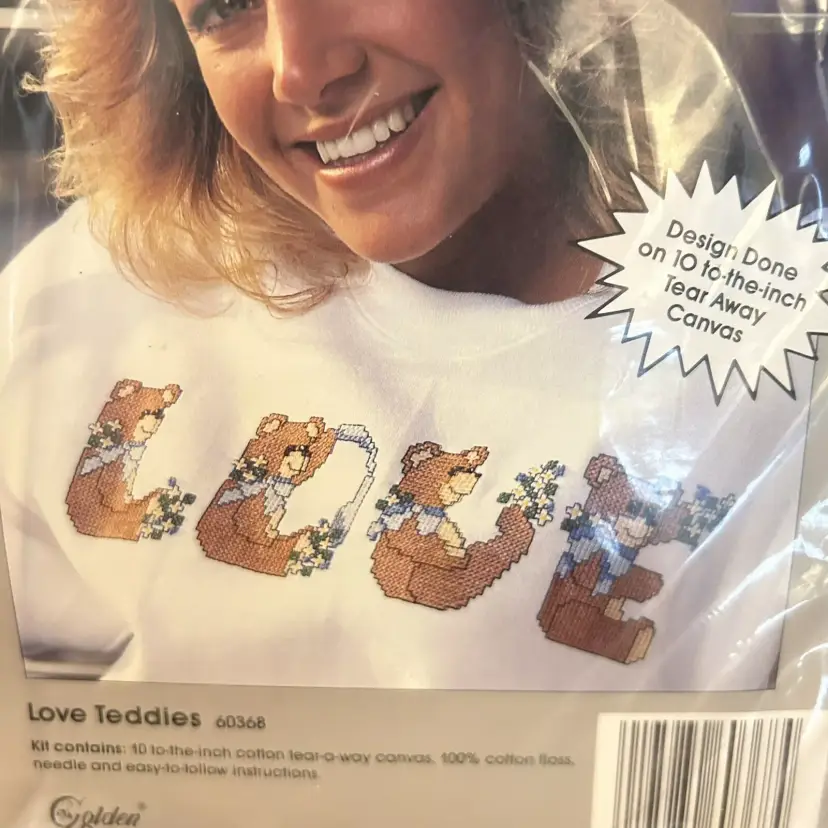 Design Done
on 10 to-the-inch
Tear Away
Canvas
LOVE
Love Teddies 60368
Kit contains: 10 to-the-inch cotton tear-a-way canvas, 100% cotton floss,
needle and easy-to-follow instructions.
Golden®